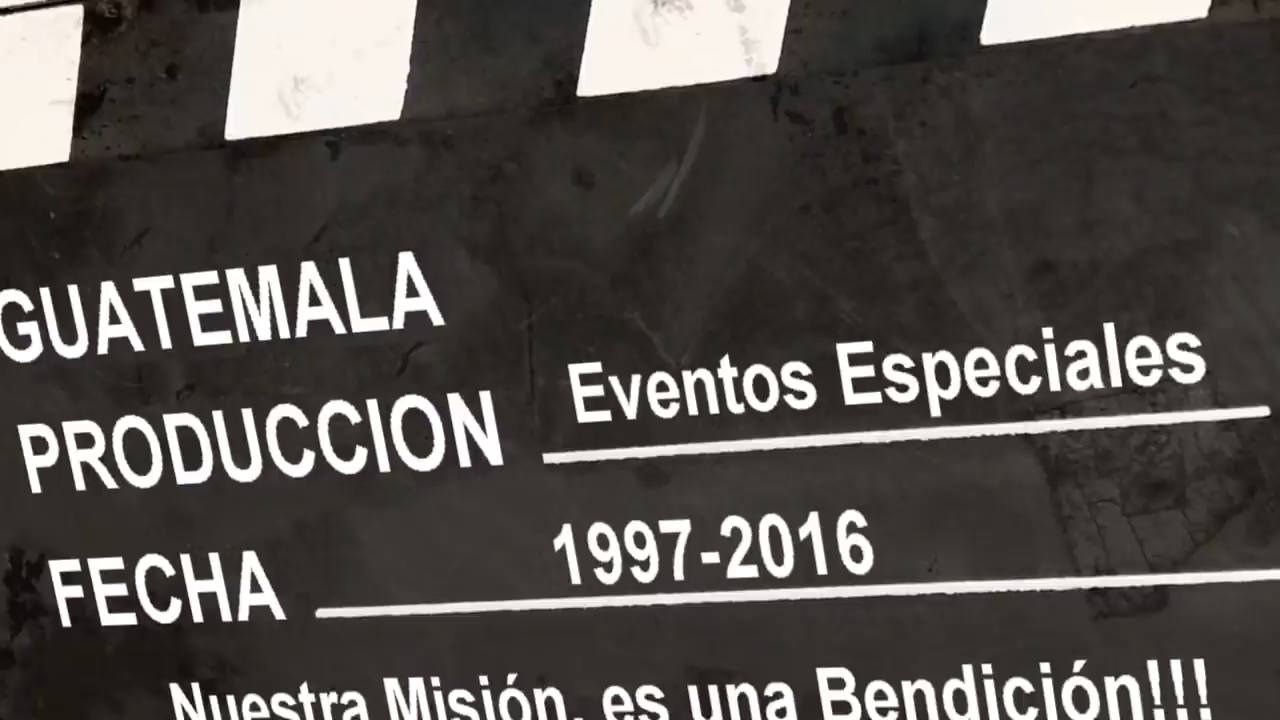 GUATEMALA
PRODUCCION Eventos Especiales
FECHA 1997-2016
Nuestra Misión, es una Bendición!!!